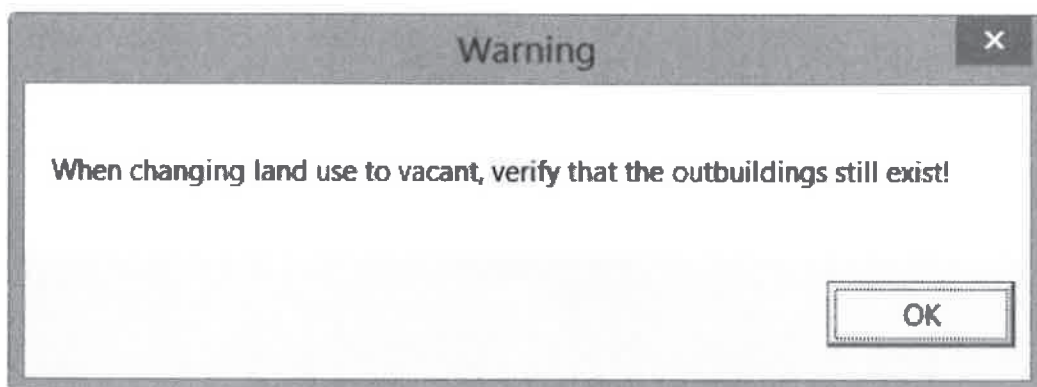 Warning
When changing land use to vacant, verify that the outbuildings still exist!
OK